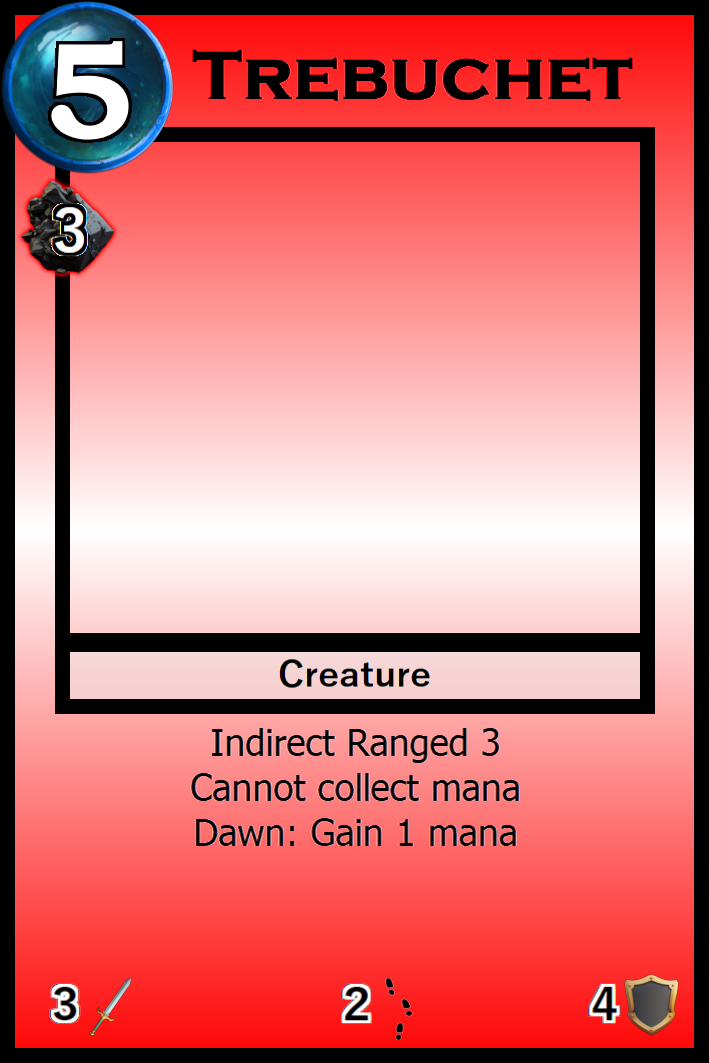 5
Trebuchet
3
Creature
Indirect Ranged 3
Cannot collect mana
Dawn: Gain 1 mana
3 2 4